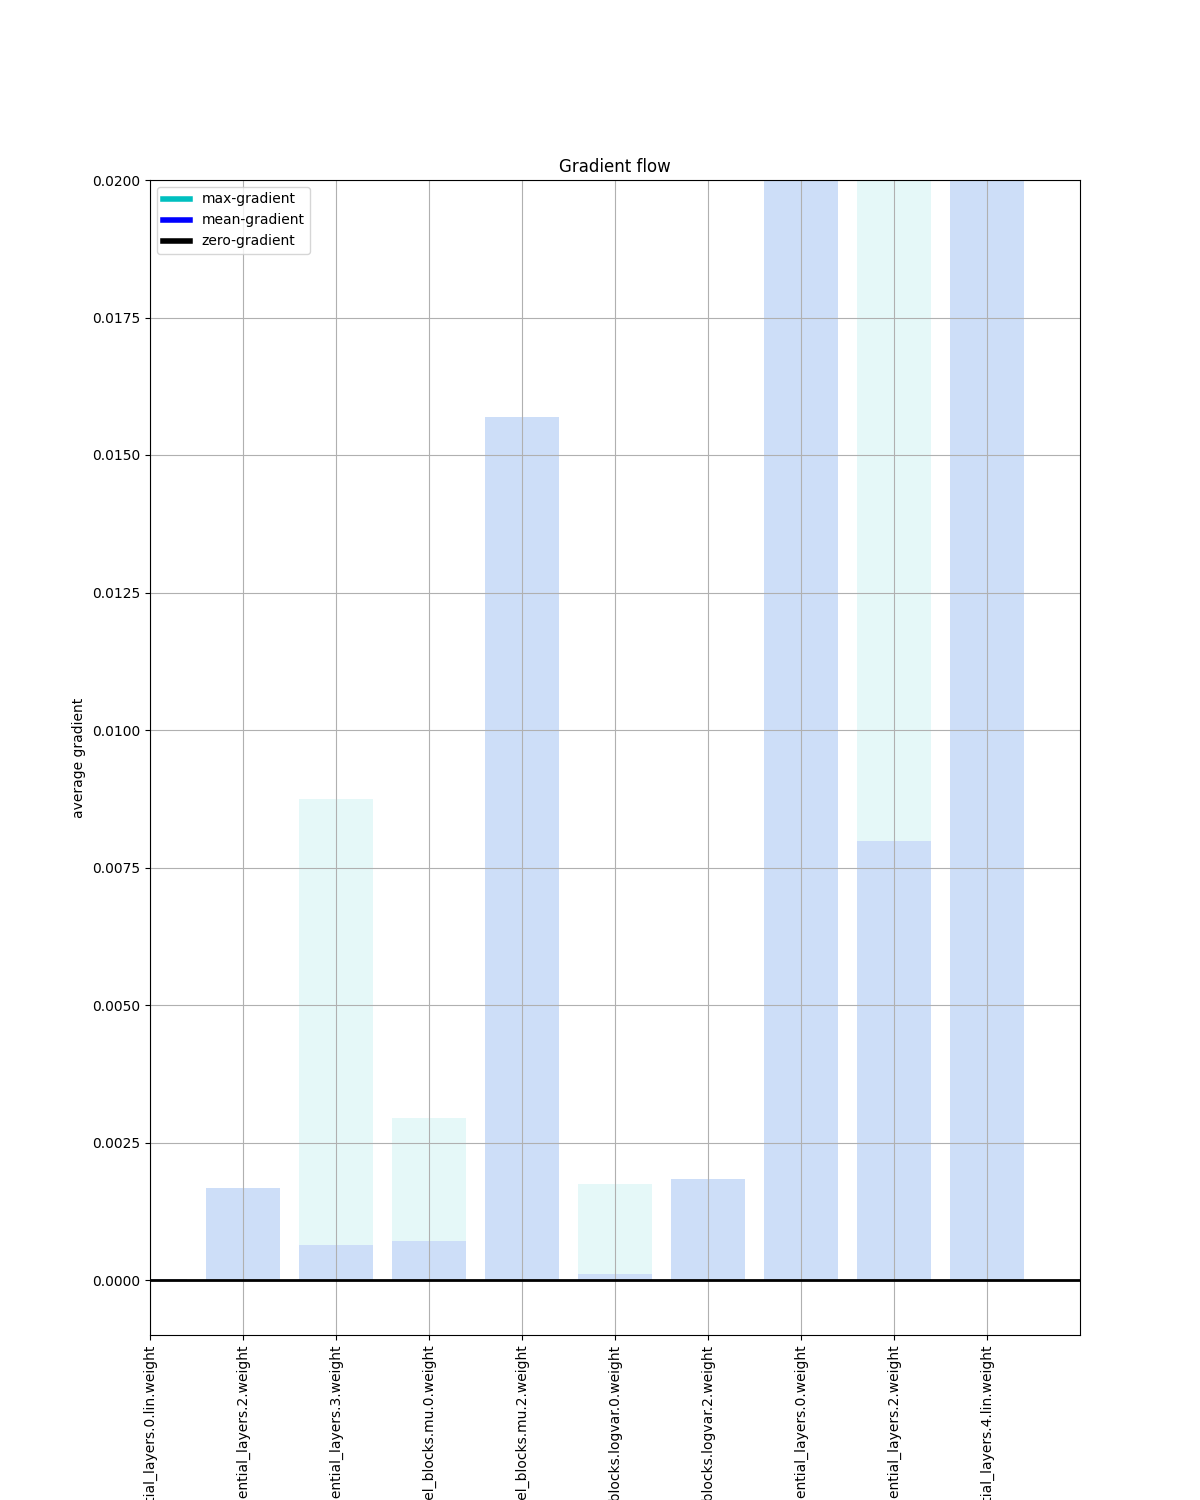 Gradient flow
max-gradient
mean-gradient
zero-gradient
average gradient
0.0200
0.0175
0.0150
0.0125
0.0100
0.0075
0.0050
0.0025
0.0000
tial_layers.0.lin.weight
ential_layers.2.weight
ential_layers.3.weight
el_blocks.mu.0.weight
el_blocks.mu.2.weight
blocks.logvar.0.weight
blocks.logvar.2.weight
ential_layers.0.weight
ential_layers.2.weight
tial_layers.4.lin.weight